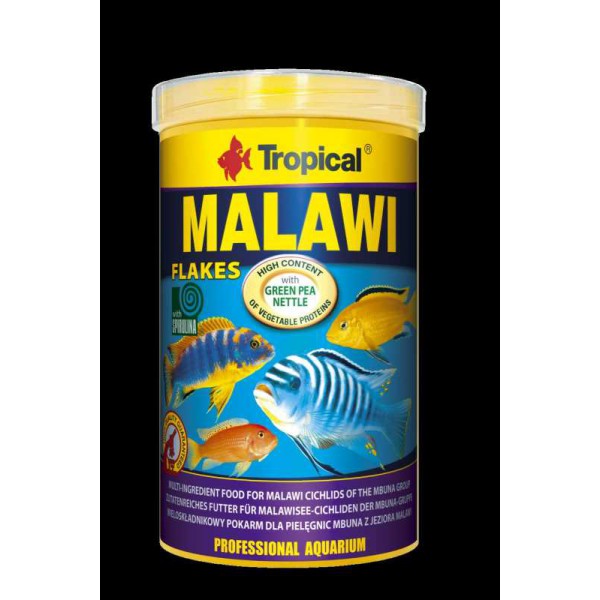 Tropical®
MALAWI
FLAKES
HIGH CONTENT
with
GREEN PEA
NETTLE
OF VEGETABLE PROTEINS
with
SPIRULINA
MULTI-INGREDIENT FOOD FOR MALAWI CICHLIDS OF THE MBUNA GROUP
ZUTATENREICHES FUTTER FÜR MALAWISEE-CICHLIDEN DER MBUNA-GRUPPE
WIELOSKŁADNIKOWY POKARM DLA PIELĘGNIC MBUNA Z JEZIORA MALAWI
PROFESSIONAL AQUARIUM